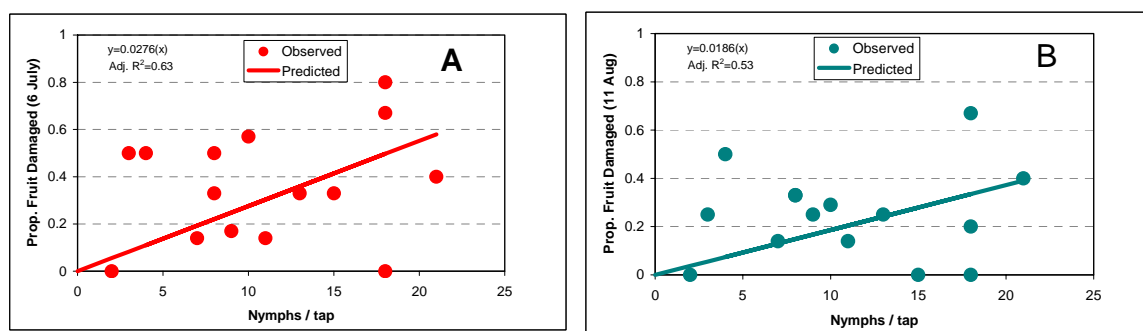 y=0.0276(x)
Adj. R²=0.63
Observed
Predicted
A
Prop. Fruit Damaged (6 July)
1
0.8
0.6
0.4
0.2
0
0 5 10 15 20 25
Nymphs / tap
y=0.0186(x)
Adj. R²=0.53
Observed
Predicted
B
Prop. Fruit Damaged (11 Aug)
1
0.8
0.6
0.4
0.2
0
0 5 10 15 20 25
Nymphs / tap